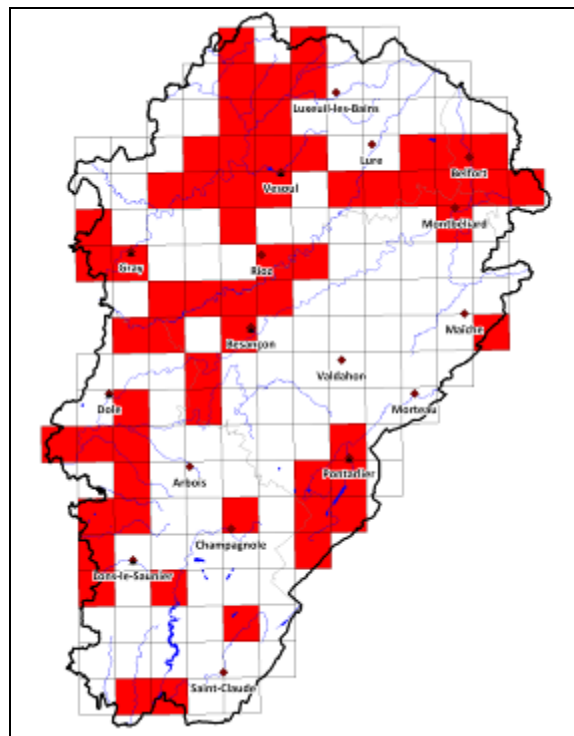 Luxeuil-les-Bains
Lure
Belfort
Vesoul
Montbéliard
Gray
Rioz
Maîche
Besançon
Valdahon
Dole
Morteau
Arbois
Pontarlier
Champagnole
Lons-le-Saunier
Saint-Claude